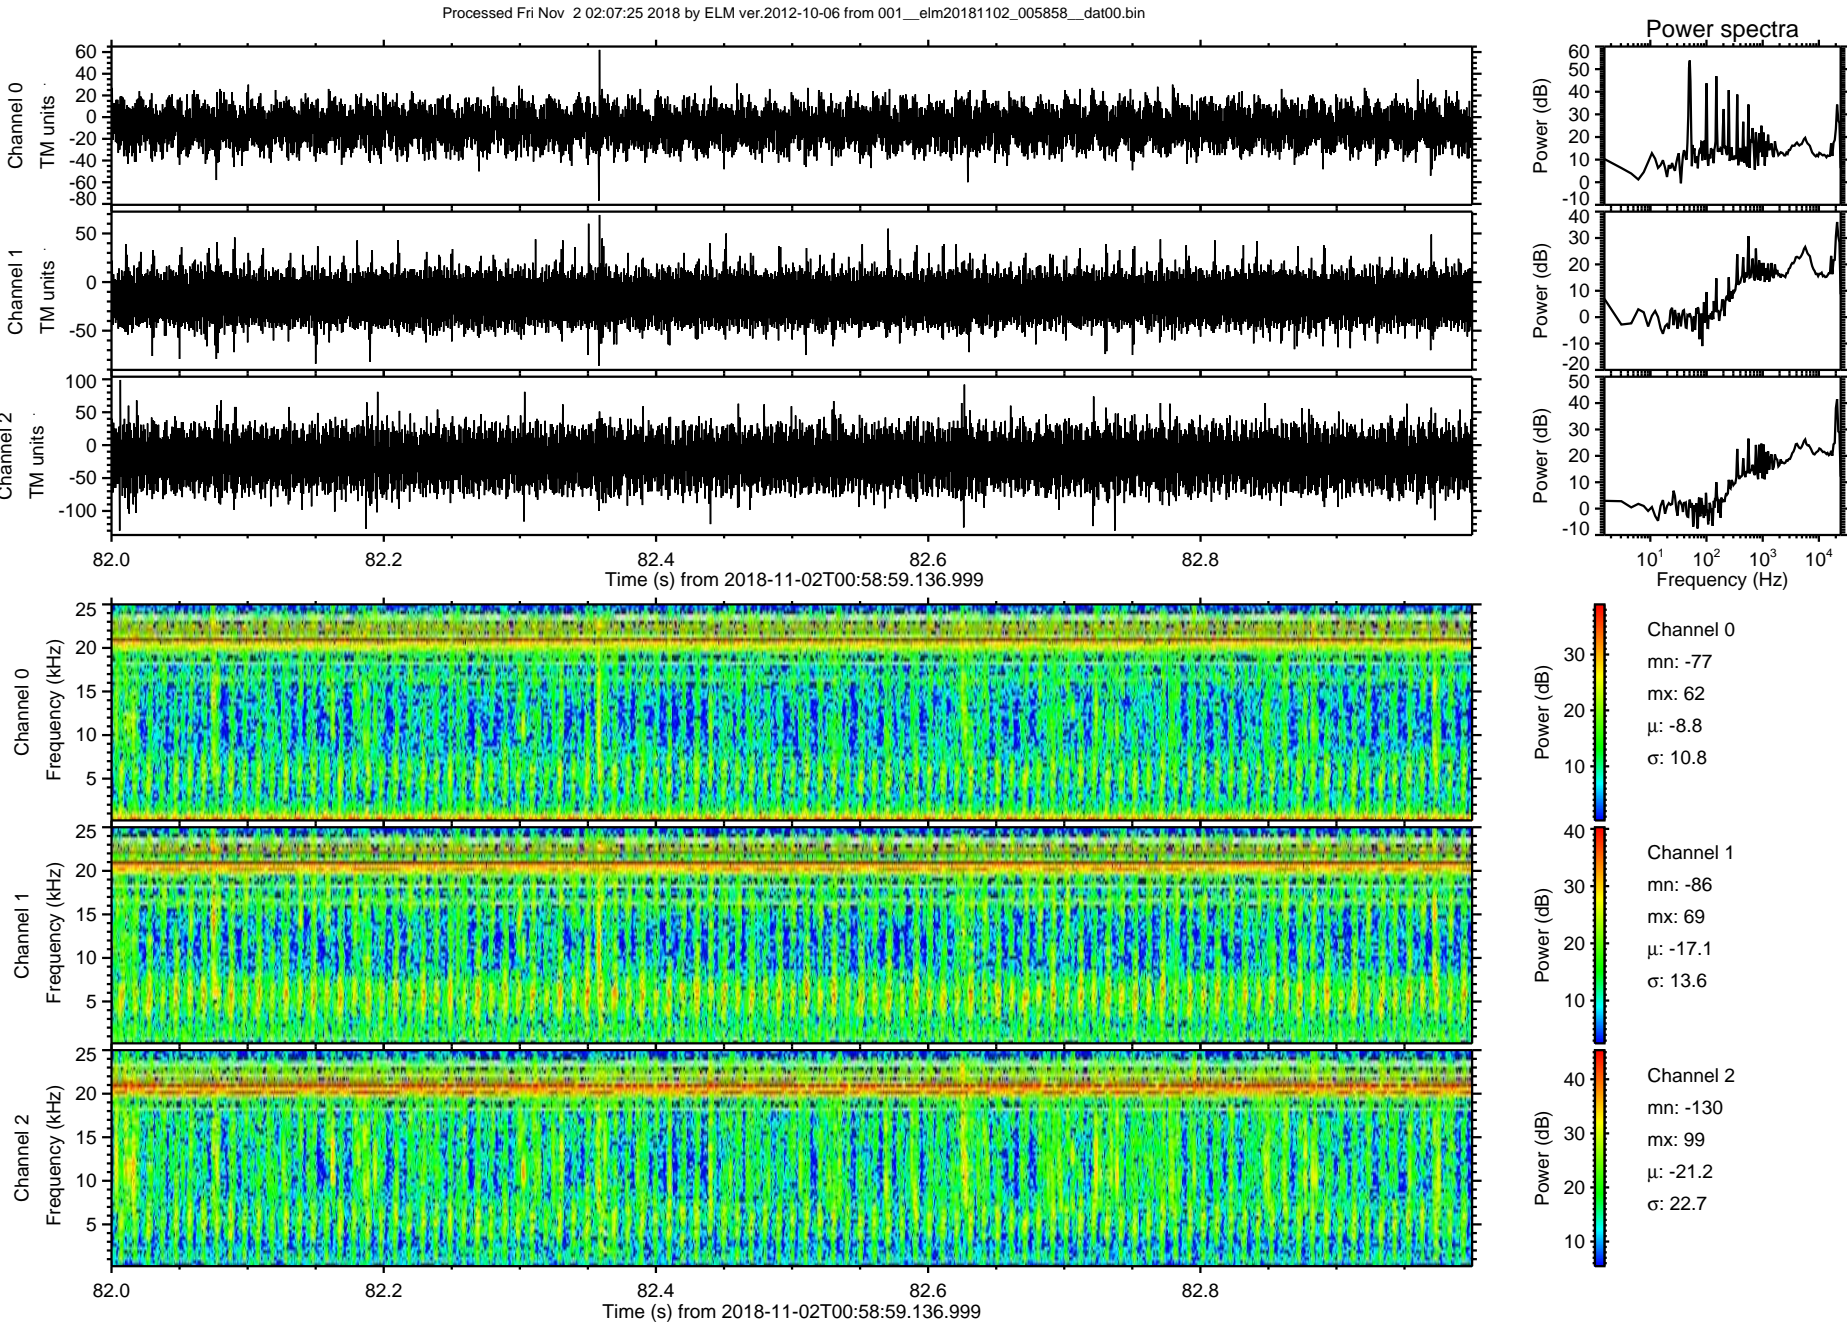 Processed Fri Nov  2 02:07:25 2018 by ELM ver.2012-10-06 from 001__elm20181102_005858__dat00.bin
Power spectra
Channel 0
TM units
60
40
20
0
-20
-40
-60
-80
Power (dB)
60
50
40
30
20
10
0
-10
Channel 1
TM units
50
0
-50
Power (dB)
40
30
20
10
0
-10
-20
Channel 2
TM units
100
50
0
-50
-100
Power (dB)
50
40
30
20
10
0
-10
82.0 82.2 82.4 82.6 82.8
Time (s) from 2018-11-02T00:58:59.136.999
10¹ 10² 10³ 10⁴
Frequency (Hz)
Channel 0
Frequency (kHz)
25
20
15
10
5
Power (dB)
30
20
10
Channel 0
mn: -77
mx: 62
μ: -8.8
σ: 10.8
Channel 1
Frequency (kHz)
25
20
15
10
5
Power (dB)
40
30
20
10
Channel 1
mn: -86
mx: 69
μ: -17.1
σ: 13.6
Channel 2
Frequency (kHz)
25
20
15
10
5
Power (dB)
40
30
20
10
Channel 2
mn: -130
mx: 99
μ: -21.2
σ: 22.7
82.0 82.2 82.4 82.6 82.8
Time (s) from 2018-11-02T00:58:59.136.999